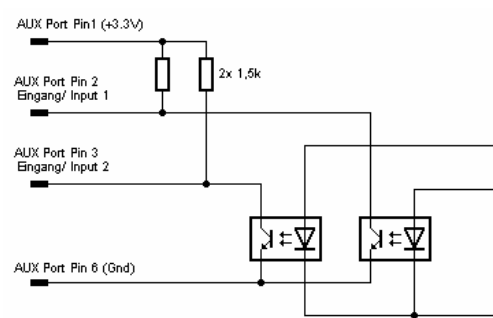 AUX Port Pin1 (+3.3V)
2x 1,5k
AUX Port Pin 2
Eingang/ Input 1
AUX Port Pin 3
Eingang/ Input 2
AUX Port Pin 6 (Gnd)